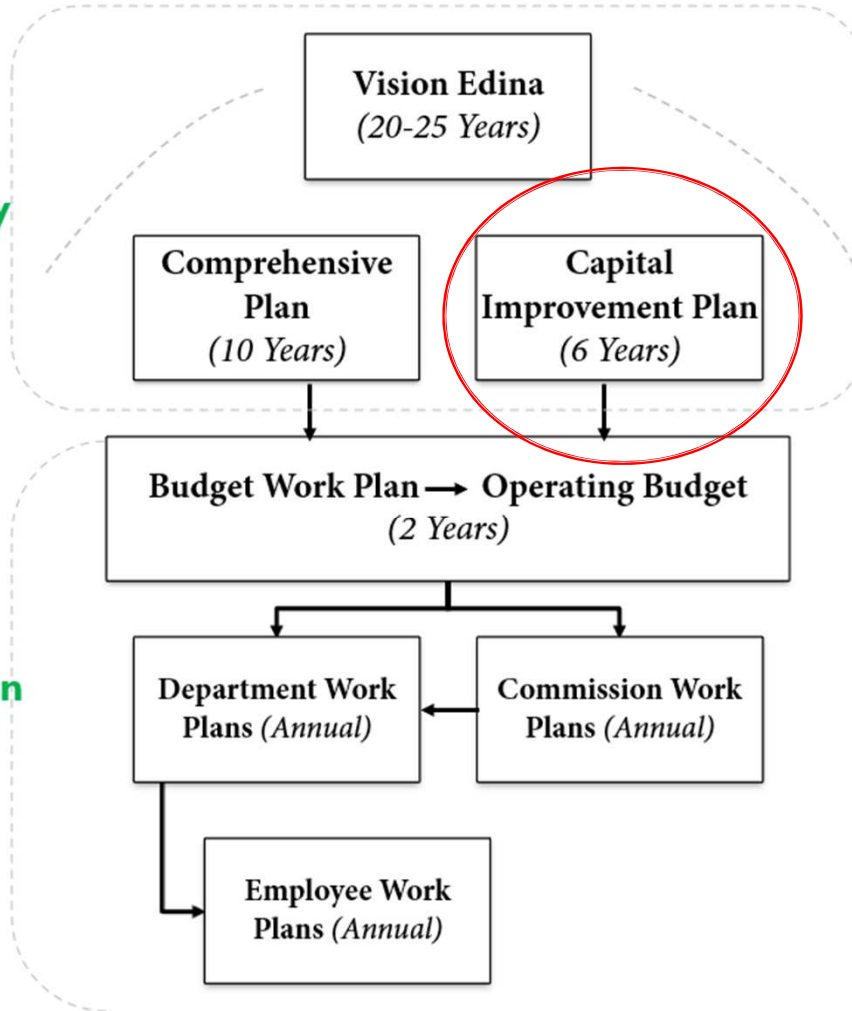 Vision Edina
(20-25 Years)
y
Comprehensive
Plan
(10 Years)
Capital
Improvement Plan
(6 Years)
Budget Work Plan → Operating Budget
(2 Years)
n
Department Work
Plans (Annual)
Commission Work
Plans (Annual)
Employee Work
Plans (Annual)